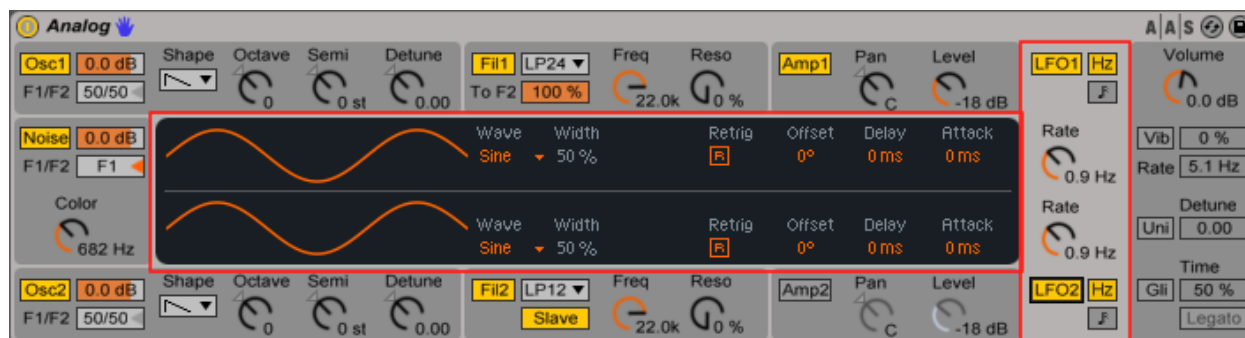 Analog AAS
Osc1 0.0 dB Shape Octave Semi Detune Fil1 LP24 Freq Reso Amp1 Pan Level LFO1 Hz Volume
F1/F2 50/50 0 0 st 0.00 To F2 100 % 22.0k 0 % C -18 dB 0.0 dB
Noise 0.0 dB Wave Width Retrig Offset Delay Attack Rate Vib 0 %
F1/F2 F1 Sine 50 % R 0° 0 ms 0 ms 0.9 Hz Rate 5.1 Hz
Color Wave Width Retrig Offset Delay Attack Rate Detune
682 Hz Sine 50 % R 0° 0 ms 0 ms 0.9 Hz Uni 0.00
Time
Osc2 0.0 dB Shape Octave Semi Detune Fil2 LP12 Freq Reso Amp2 Pan Level LFO2 Hz Gli 50 %
F1/F2 50/50 0 0 st 0.00 Slave 22.0k 0 % C -18 dB Legato